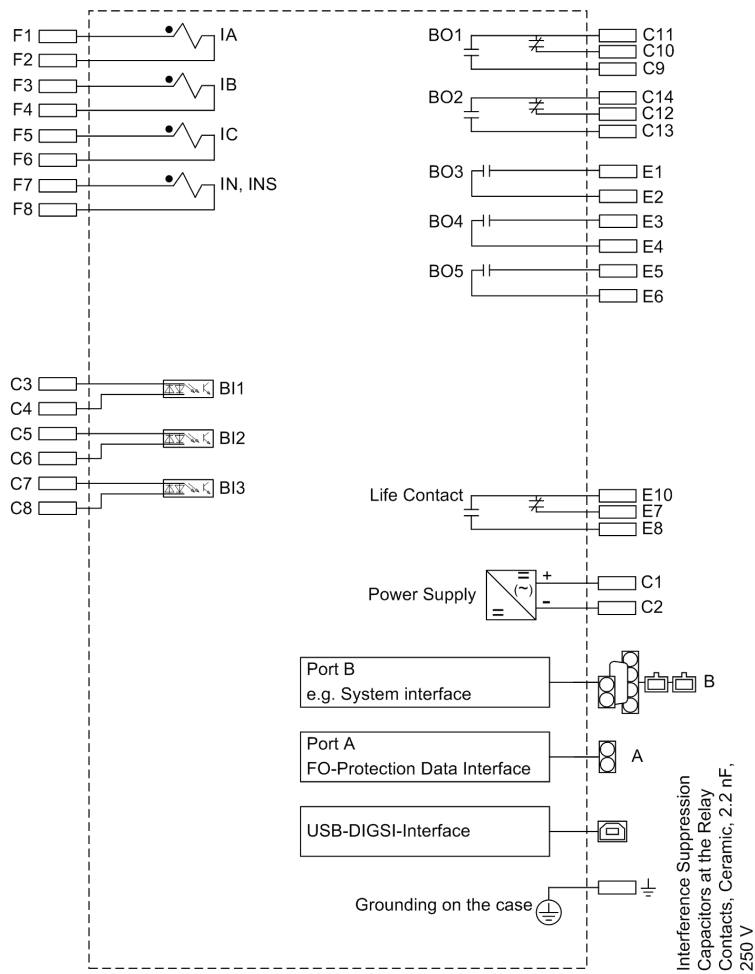 F1
IA
F2
F3
IB
F4
F5
IC
F6
F7
IN, INS
F8
C3
BI1
C4
C5
BI2
C6
C7
BI3
C8
BO1
C11
C10
C9
BO2
C14
C12
C13
BO3
E1
E2
BO4
E3
E4
BO5
E5
E6
Life Contact
E10
E7
E8
Power Supply
=
(~)
=
+
-
C1
C2
Port B
e.g. System interface
B
Port A
FO-Protection Data Interface
A
USB-DIGSI-Interface
Grounding on the case
Interference Suppression
Capacitors at the Relay
Contacts, Ceramic, 2.2 nF,
250 V